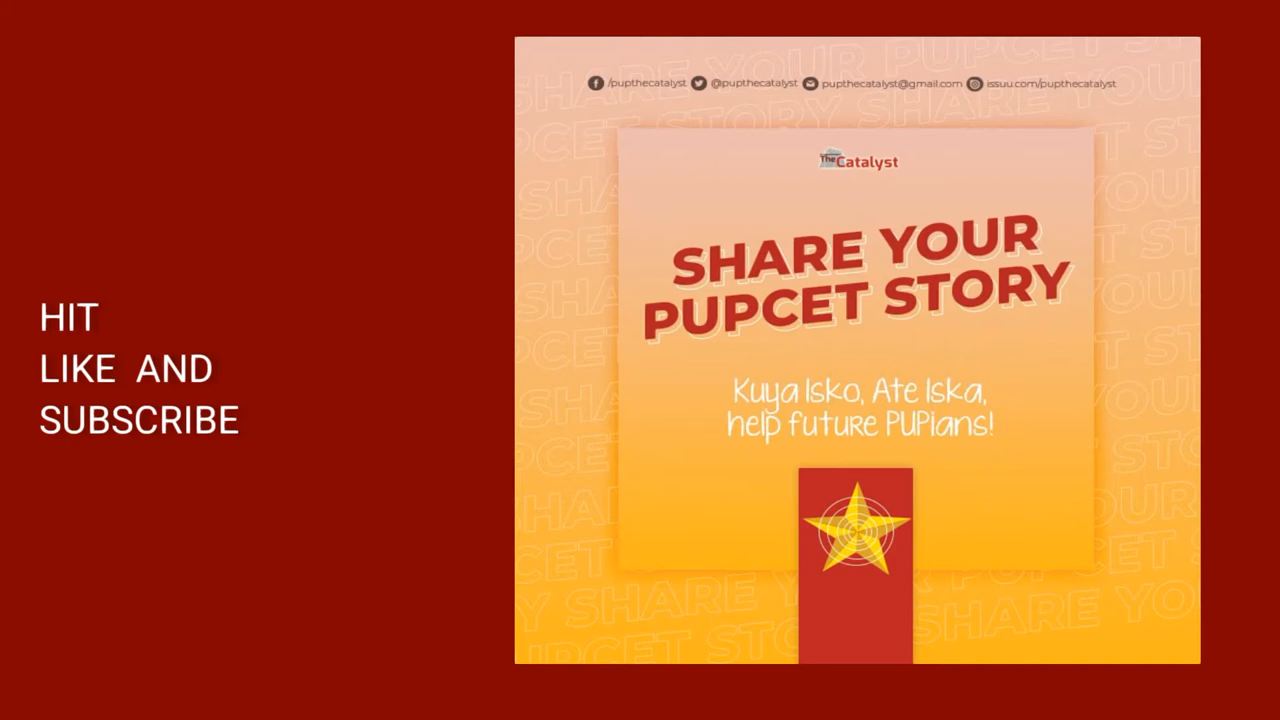 HIT
LIKE AND
SUBSCRIBE
/pupthecatalyst @pupthecatalyst pupthecatalyst@gmail.com issuu.com/pupthecatalyst
The Catalyst
SHARE YOUR
PUPCET STORY
Kuya Isko, Ate Iska,
help future PUPians!